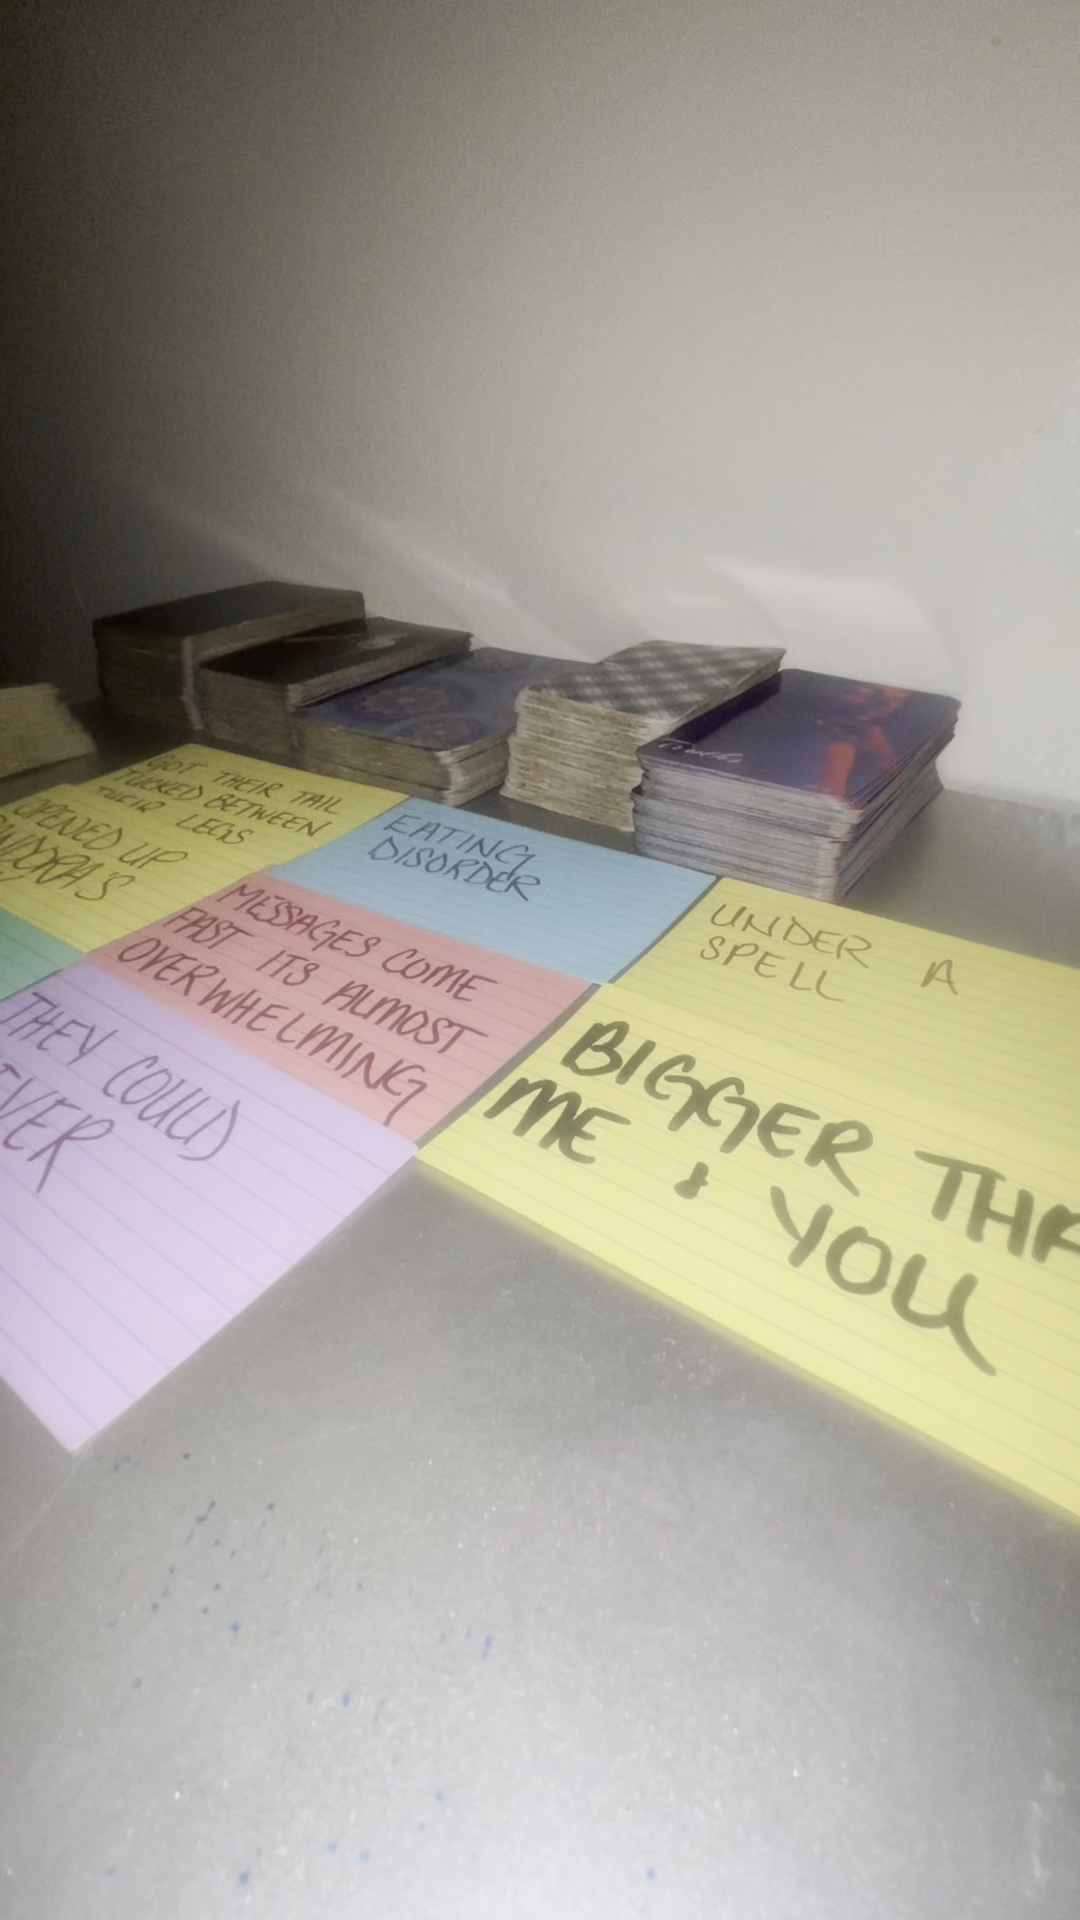 GOT THEIR TAIL
TUCKED BETWEEN
THEIR LEGS
OPENED UP
EATING
DISORDER
MESSAGES COME
FAST ITS ALMOST
OVERWHELMING
UNDER A
SPELL
THEY COULD
BIGGER
ME & YOU